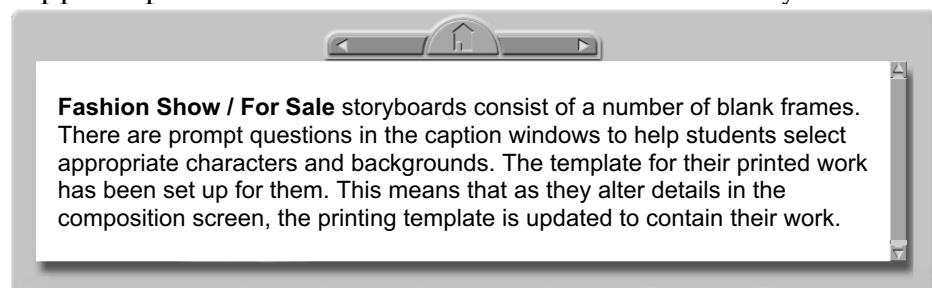 Fashion Show / For Sale storyboards consist of a number of blank frames.
There are prompt questions in the caption windows to help students select
appropriate characters and backgrounds. The template for their printed work
has been set up for them. This means that as they alter details in the
composition screen, the printing template is updated to contain their work.